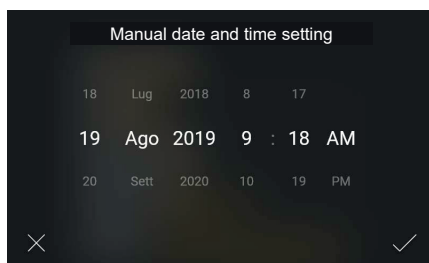 Manual date and time setting
18 Lug 2018 8 17
19 Ago 2019 9 : 18 AM
20 Sett 2020 10 19 PM